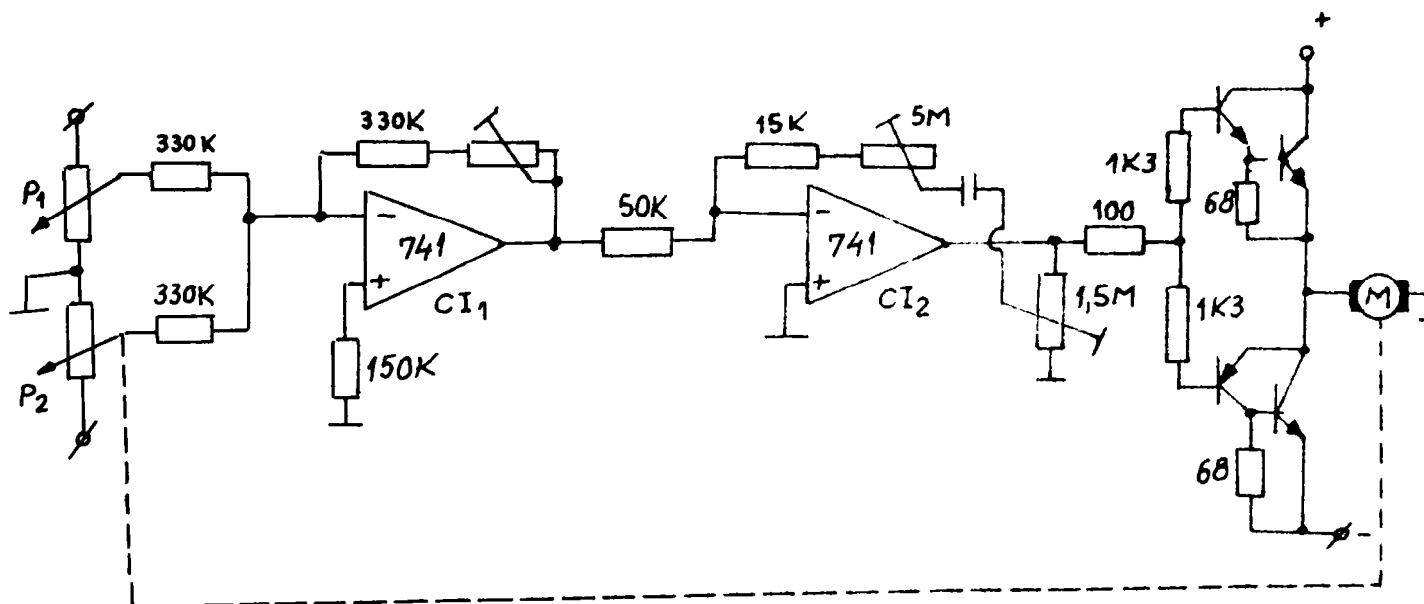 +
330K
P1
330K
P2
330K
-
741
+
CI1
150K
50K
15K
5M
-
741
+
CI2
100
1,5M
1K3
1K3
68
68
M
-